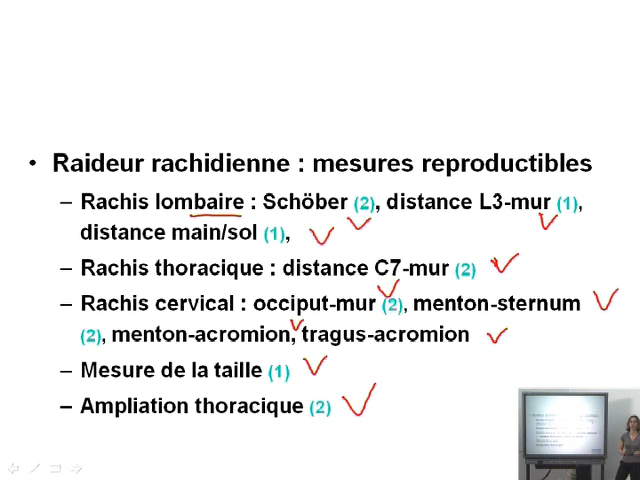 • Raideur rachidienne : mesures reproductibles
– Rachis lombaire : Schöber (2), distance L3-mur (1),
distance main/sol (1),
– Rachis thoracique : distance C7-mur (2)
– Rachis cervical : occiput-mur (2), menton-sternum
(2), menton-acromion, tragus-acromion
– Mesure de la taille (1)
– Ampliation thoracique (2)